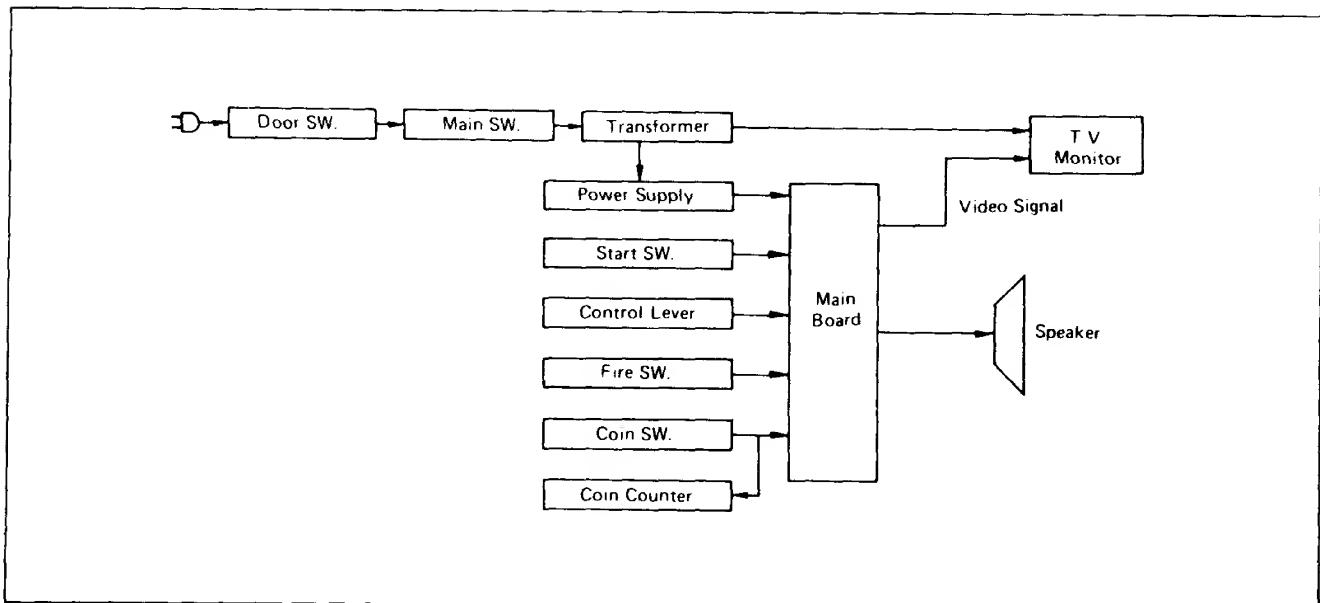 Door SW.
Main SW.
Transformer
TV
Monitor
Power Supply
Video Signal
Start SW.
Main
Board
Control Lever
Speaker
Fire SW.
Coin SW.
Coin Counter